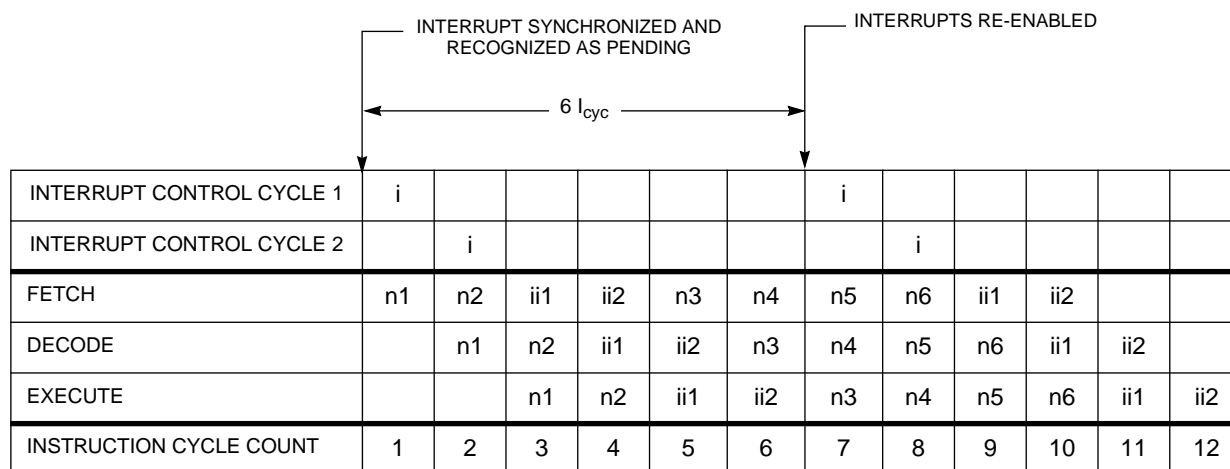 INTERRUPT SYNCHRONIZED AND
RECOGNIZED AS PENDING
INTERRUPTS RE-ENABLED
6 Icyc
INTERRUPT CONTROL CYCLE 1 i i
INTERRUPT CONTROL CYCLE 2 i i
FETCH n1 n2 ii1 ii2 n3 n4 n5 n6 ii1 ii2
DECODE n1 n2 ii1 ii2 n3 n4 n5 n6 ii1 ii2
EXECUTE n1 n2 ii1 ii2 n3 n4 n5 n6 ii1 ii2
INSTRUCTION CYCLE COUNT 1 2 3 4 5 6 7 8 9 10 11 12